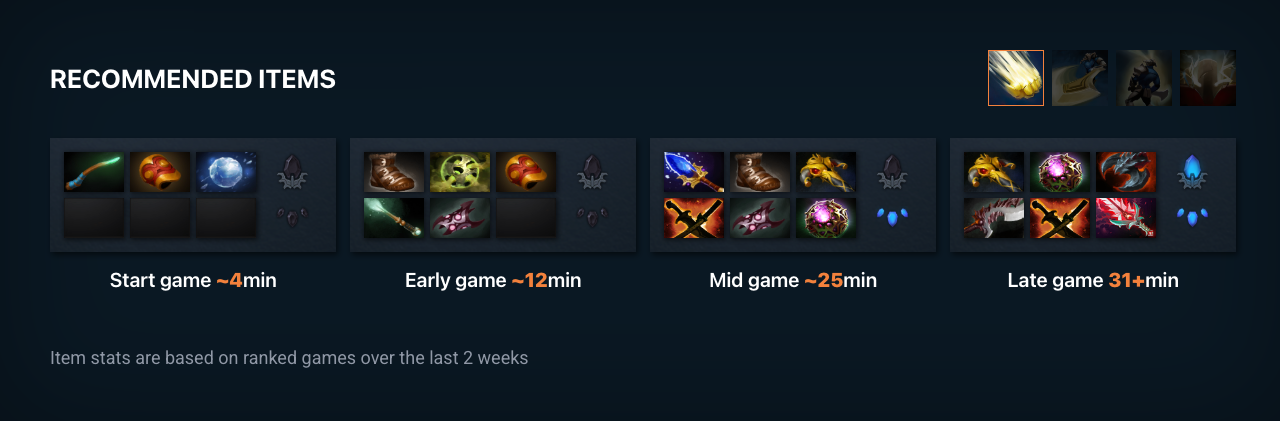 RECOMMENDED ITEMS
Start game ~4min
Early game ~12min
Mid game ~25min
Late game 31+min
Item stats are based on ranked games over the last 2 weeks